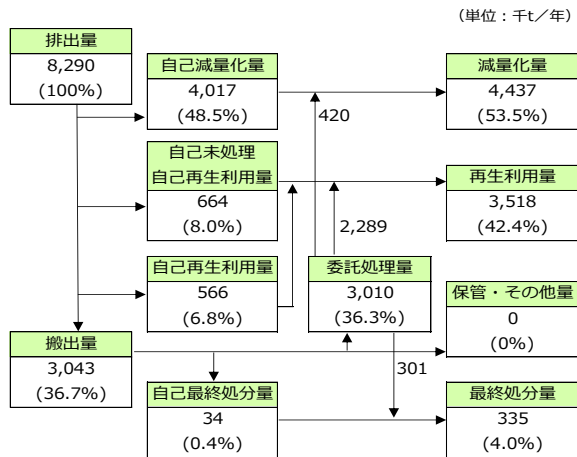 （単位：千t／年）
排出量
8,290
(100%)
自己減量化量
4,017
(48.5%)
減量化量
4,437
(53.5%)
420
自己未処理
自己再生利用量
664
(8.0%)
再生利用量
3,518
(42.4%)
2,289
自己再生利用量
566
(6.8%)
委託処理量
3,010
(36.3%)
保管・その他量
0
(0%)
搬出量
3,043
(36.7%)
301
自己最終処分量
34
(0.4%)
最終処分量
335
(4.0%)